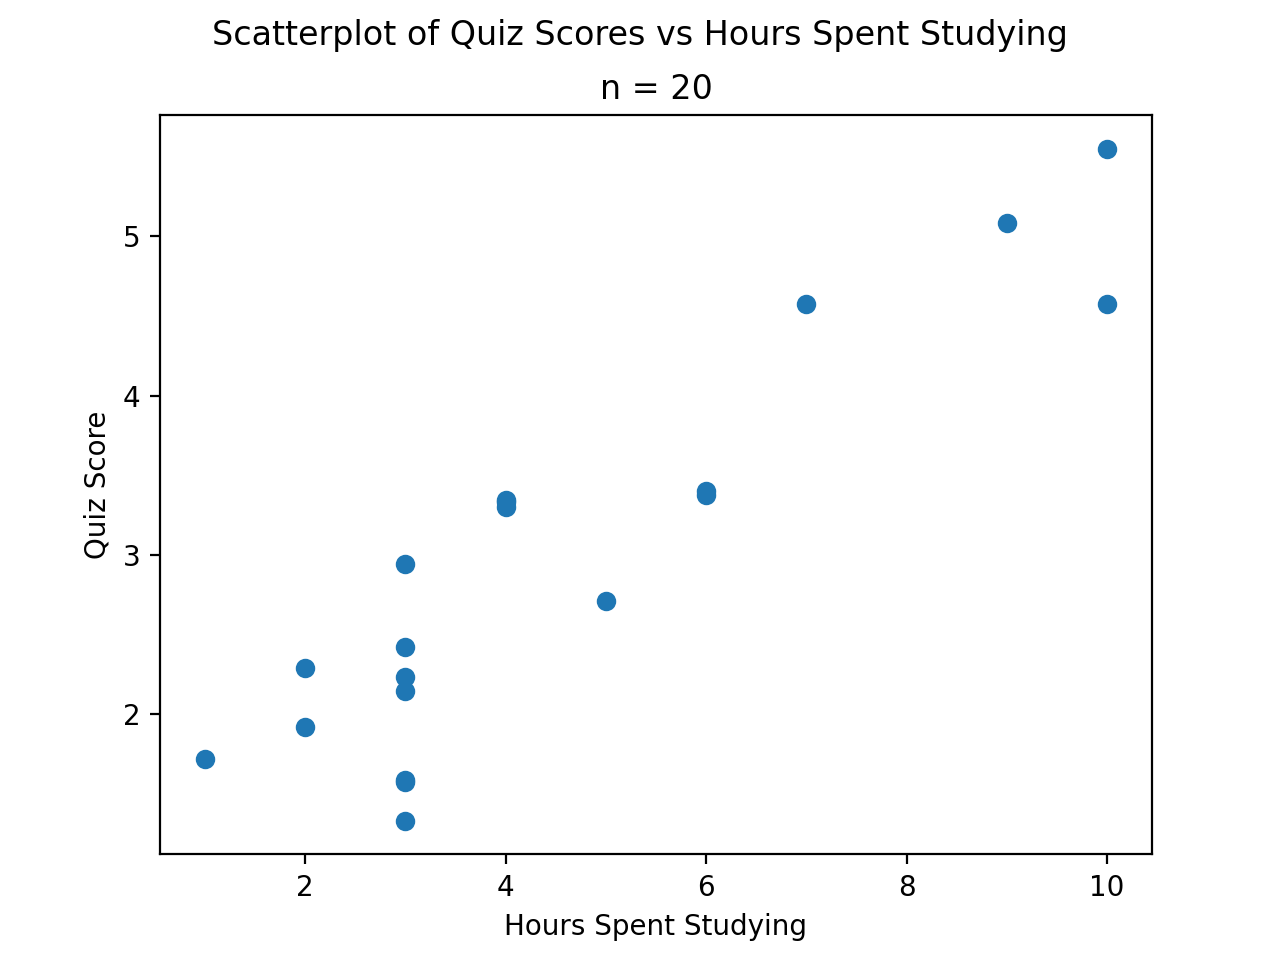 Scatterplot of Quiz Scores vs Hours Spent Studying
n = 20
Quiz Score
5
4
3
2
2 4 6 8 10
Hours Spent Studying